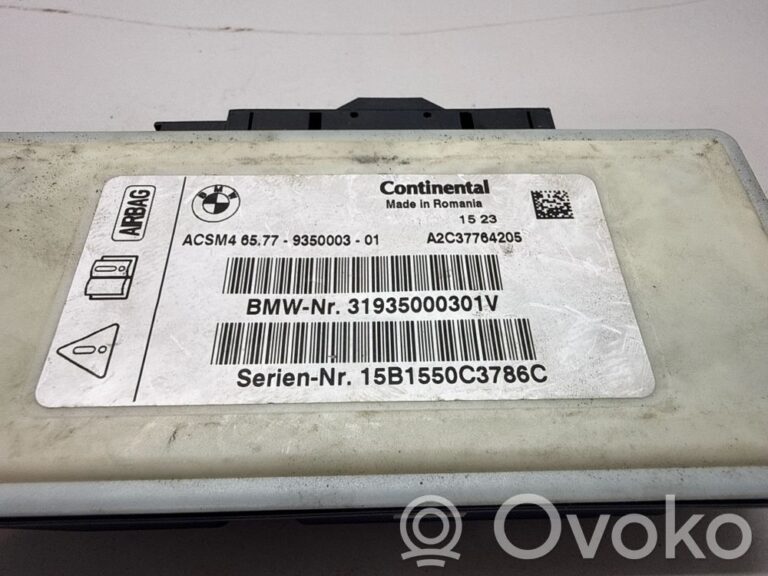 AIRBAG
BMW
Continental
Made in Romania
15 23
ACSM4 65.77 - 9350003 - 01 A2C37764205
BMW-Nr. 31935000301V
Serien-Nr. 15B1550C3786C
Ovoko